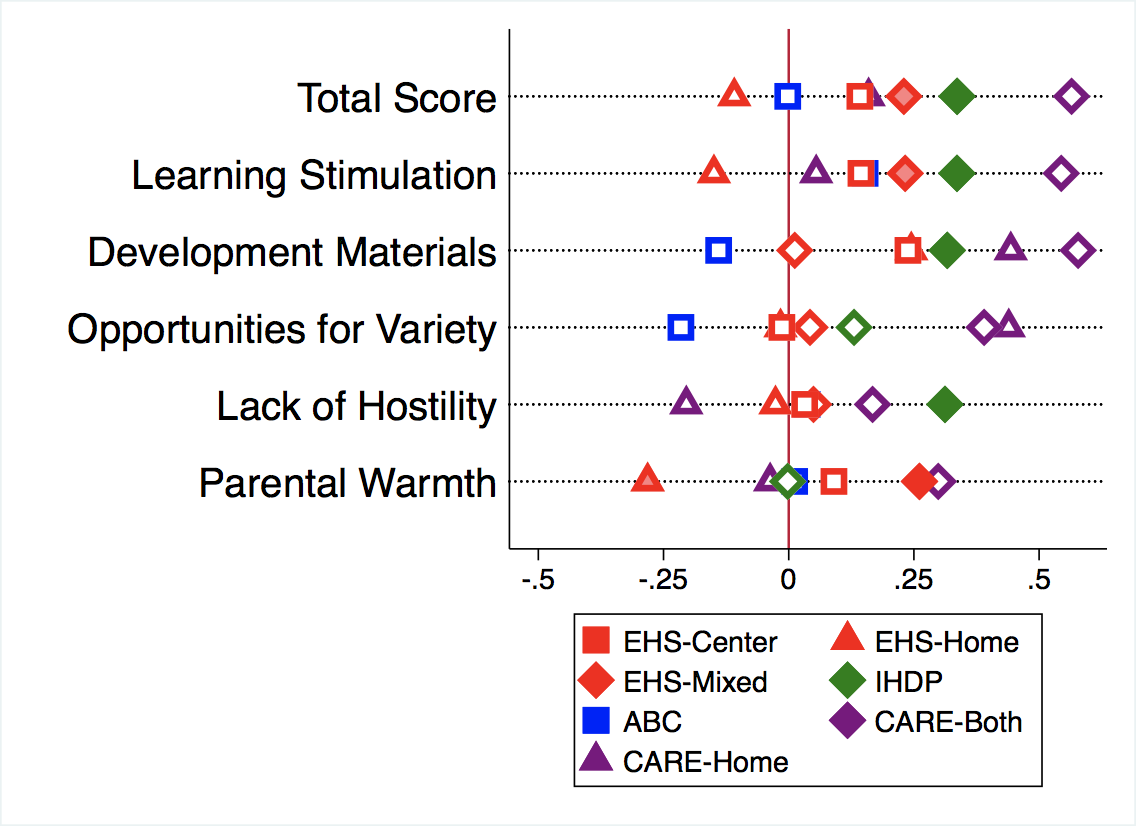 Total Score
Learning Stimulation
Development Materials
Opportunities for Variety
Lack of Hostility
Parental Warmth
-.5 -.25 0 .25 .5
EHS-Center EHS-Home
EHS-Mixed IHDP
ABC CARE-Both
CARE-Home